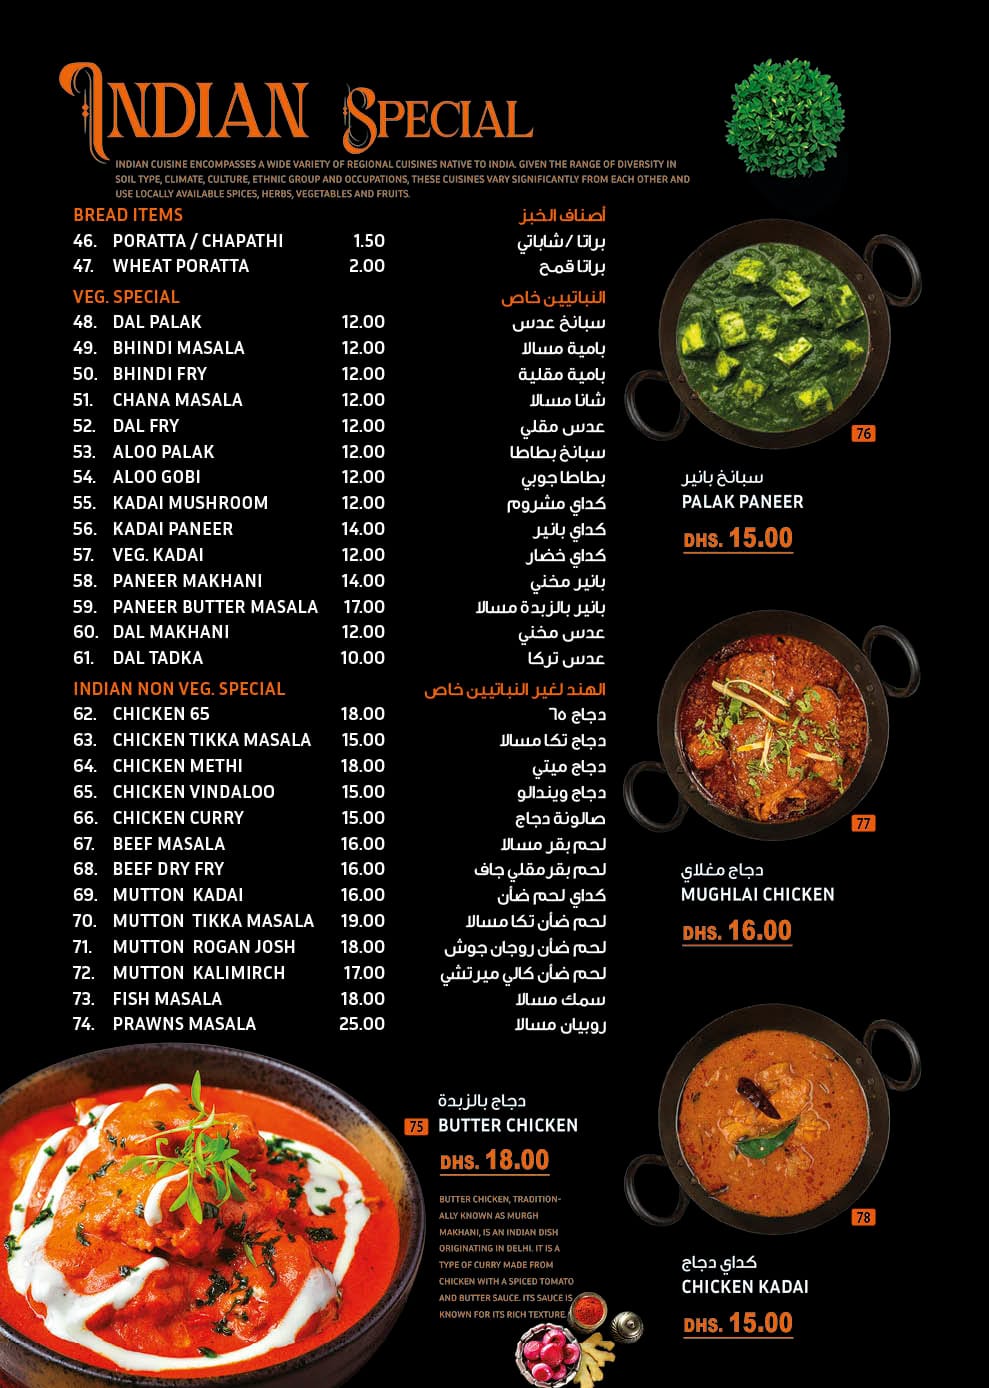 INDIAN SPECIAL
INDIAN CUISINE ENCOMPASSES A WIDE VARIETY OF REGIONAL CUISINES NATIVE TO INDIA. GIVEN THE RANGE OF DIVERSITY IN
SOIL TYPE, CLIMATE, CULTURE, ETHNIC GROUP AND OCCUPATIONS, THESE CUISINES VARY SIGNIFICANTLY FROM EACH OTHER AND
USE LOCALLY AVAILABLE SPICES, HERBS, VEGETABLES AND FRUITS.
BREAD ITEMS أصناف الخبز
46. PORATTA / CHAPATHI 1.50 براتا / شاباتي
47. WHEAT PORATTA 2.00 براتا قمح
VEG. SPECIAL النباتيين خاص
48. DAL PALAK 12.00 سبانخ عدس
49. BHINDI MASALA 12.00 بامية مسالا
50. BHINDI FRY 12.00 بامية مقلية
51. CHANA MASALA 12.00 شانا مسالا
52. DAL FRY 12.00 عدس مقلي
53. ALOO PALAK 12.00 سبانخ بطاطا
54. ALOO GOBI 12.00 بطاطا جوبي
55. KADAI MUSHROOM 12.00 كداي مشروم
56. KADAI PANEER 14.00 كداي بانير
57. VEG. KADAI 12.00 كداي خضار
58. PANEER MAKHANI 14.00 بانير مخني
59. PANEER BUTTER MASALA 17.00 بانير بالزبدة مسالا
60. DAL MAKHANI 12.00 عدس مخني
61. DAL TADKA 10.00 عدس تركا
INDIAN NON VEG. SPECIAL الهند لغير النباتيين خاص
62. CHICKEN 65 18.00 دجاج ٦٥
63. CHICKEN TIKKA MASALA 15.00 دجاج تكا مسالا
64. CHICKEN METHI 18.00 دجاج ميتي
65. CHICKEN VINDALOO 15.00 دجاج ويندالو
66. CHICKEN CURRY 15.00 صالونة دجاج
67. BEEF MASALA 16.00 لحم بقر مسالا
68. BEEF DRY FRY 16.00 لحم بقر مقلي جاف
69. MUTTON KADAI 16.00 كداي لحم ضأن
70. MUTTON TIKKA MASALA 19.00 لحم ضأن تكا مسالا
71. MUTTON ROGAN JOSH 18.00 لحم ضأن روجان جوش
72. MUTTON KALIMIRCH 17.00 لحم ضأن كالي ميرتشي
73. FISH MASALA 18.00 سمك مسالا
74. PRAWNS MASALA 25.00 روبيان مسالا
دجاج بالزبدة
75 BUTTER CHICKEN
DHS. 18.00
BUTTER CHICKEN, TRADITION-
ALLY KNOWN AS MURGH
MAKHANI, IS AN INDIAN DISH
ORIGINATING IN DELHI. IT IS A
TYPE OF CURRY MADE FROM
CHICKEN WITH A SPICED TOMATO
AND BUTTER SAUCE. ITS SAUCE IS
KNOWN FOR ITS RICH TEXTURE.
76
سبانخ بانير
PALAK PANEER
DHS. 15.00
77
دجاج مغلاي
MUGHLAI CHICKEN
DHS. 16.00
78
كداي دجاج
CHICKEN KADAI
DHS. 15.00